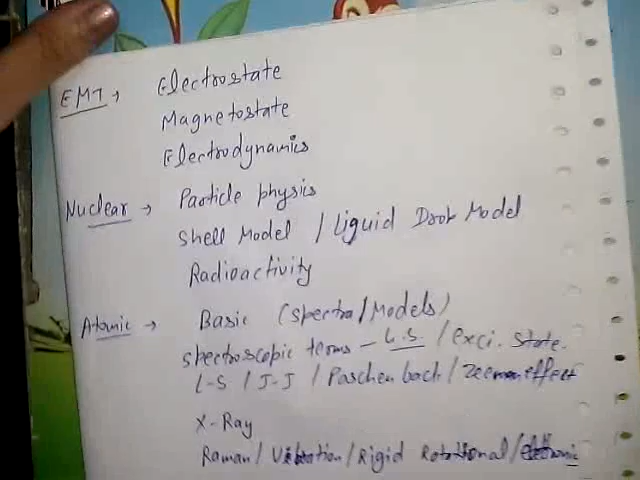 EMT → Electrostate
Magnetostate
Electrodynamics
Nuclear → Particle physics
Shell Model / Liquid Drop Model
Radioactivity
Atomic → Basic (Spectra/Models)
Spectroscopic terms - L.S. / Exci. State.
L-S / J-J / Paschen back / Zeeman effect
X-Ray
Raman / Vibration / Rigid Rotational / electronic